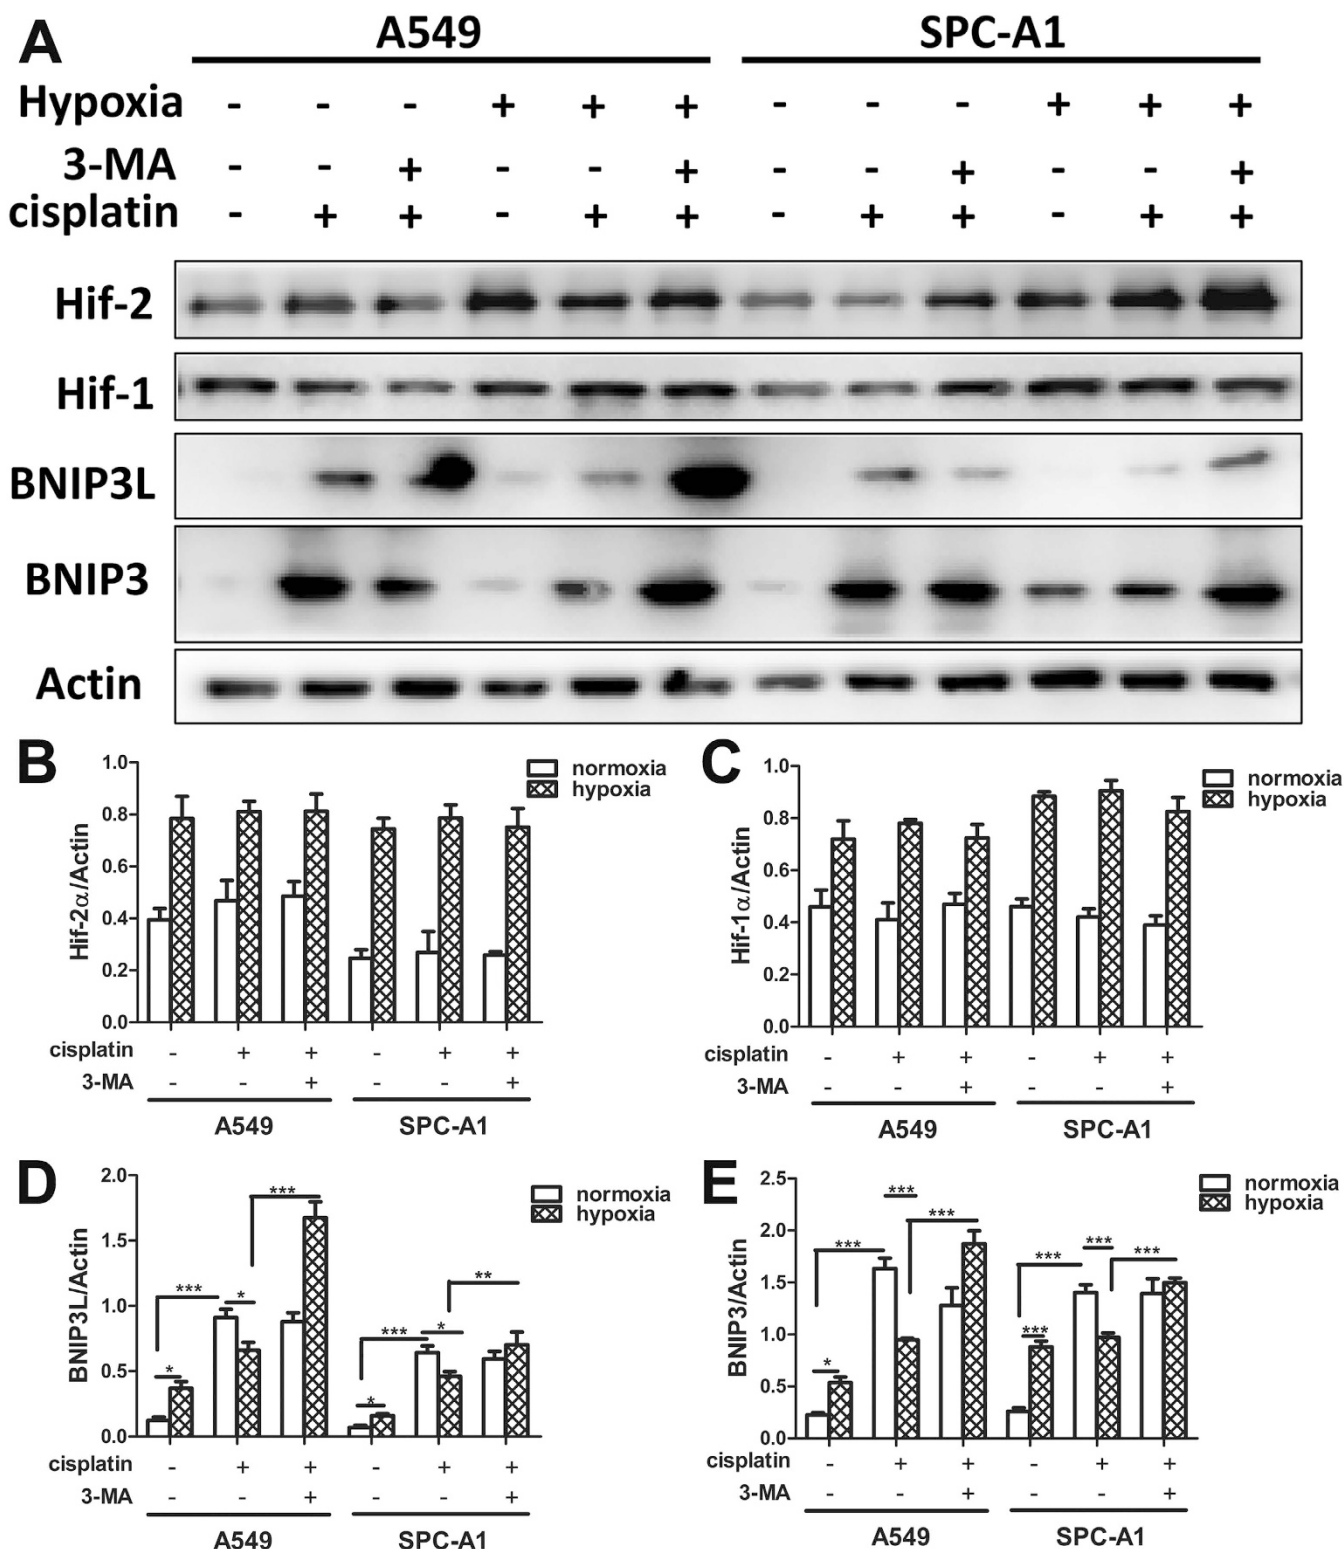 A
A549 SPC-A1
Hypoxia - - - + + + - - - + + +
3-MA - - + - - + - - + - - +
cisplatin - + + - + + - + + - + +
Hif-2
Hif-1
BNIP3L
BNIP3
Actin
B
normoxia
hypoxia
Hif-2α/Actin
1.0
0.8
0.6
0.4
0.2
0.0
cisplatin - + + - + +
3-MA - - + - - +
A549 SPC-A1
C
normoxia
hypoxia
Hif-1α/Actin
1.0
0.8
0.6
0.4
0.2
0.0
cisplatin - + + - + +
3-MA - - + - - +
A549 SPC-A1
D
normoxia
hypoxia
BNIP3L/Actin
2.0
1.5
1.0
0.5
0.0
* *** * *** * *** * **
cisplatin - + + - + +
3-MA - - + - - +
A549 SPC-A1
E
normoxia
hypoxia
BNIP3/Actin
2.5
2.0
1.5
1.0
0.5
0.0
* *** *** *** *** *** *** ***
cisplatin - + + - + +
3-MA - - + - - +
A549 SPC-A1